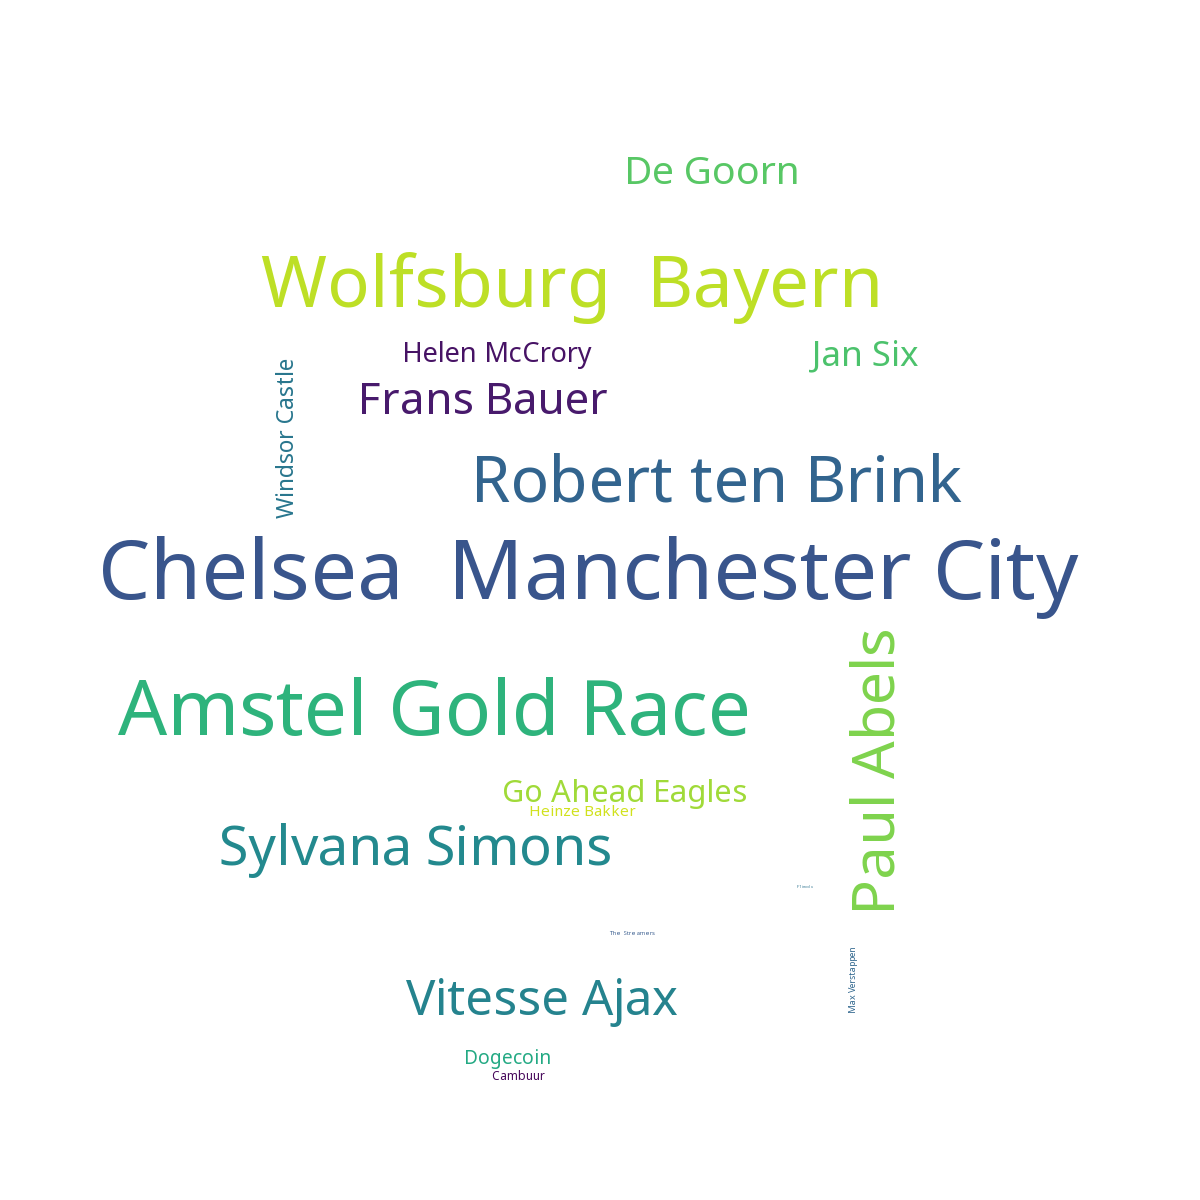 De Goorn
Wolfsburg Bayern
Helen McCrory
Jan Six
Windsor Castle
Frans Bauer
Robert ten Brink
Chelsea Manchester City
Paul Abels
Amstel Gold Race
Go Ahead Eagles
Heinze Bakker
Sylvana Simons
The Streamers
Max Verstappen
Vitesse Ajax
Dogecoin
Cambuur